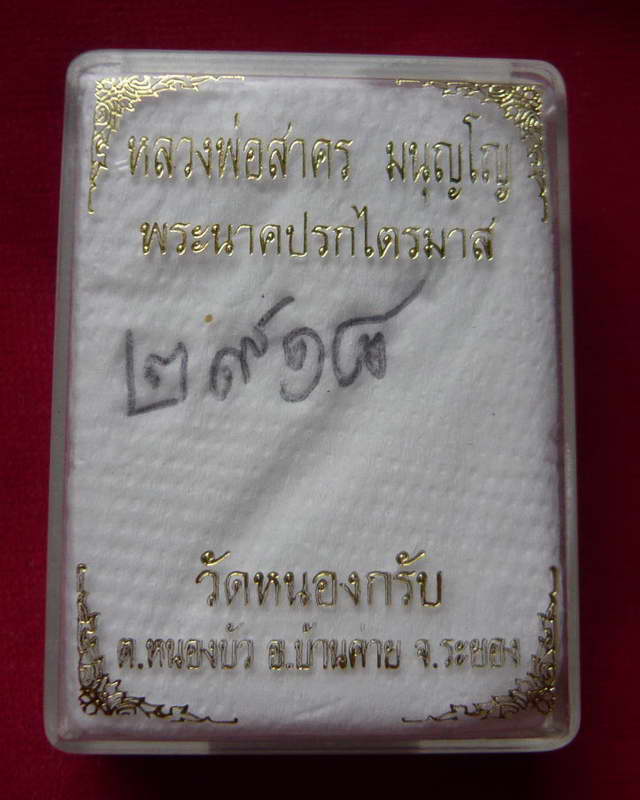 หลวงพ่อสาคร มนุญโญ
พระนาคปรกไตรมาส
๒๙๑๘
วัดหนองกรับ
ต.หนองบัว อ.บ้านค่าย จ.ระยอง